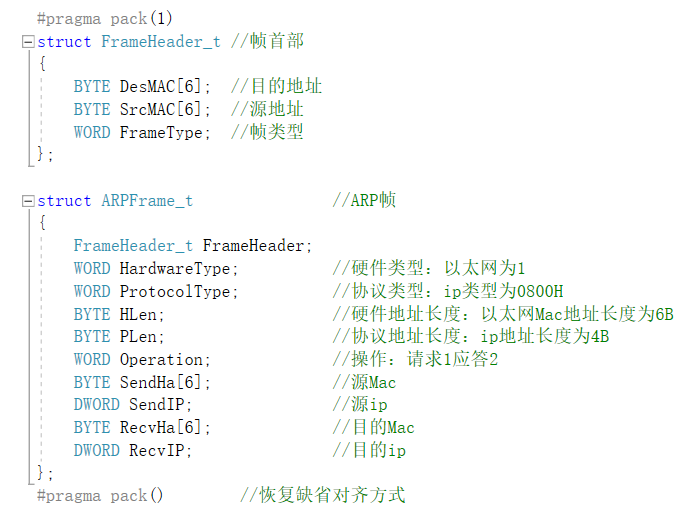 #pragma pack(1)
struct FrameHeader_t //帧首部
{
BYTE DesMAC[6]; //目的地址
BYTE SrcMAC[6]; //源地址
WORD FrameType; //帧类型
};
struct ARPFrame_t //ARP帧
{
FrameHeader_t FrameHeader;
WORD HardwareType; //硬件类型：以太网为1
WORD ProtocolType; //协议类型：ip类型为0800H
BYTE HLen; //硬件地址长度：以太网Mac地址长度为6B
BYTE PLen; //协议地址长度：ip地址长度为4B
WORD Operation; //操作：请求1应答2
BYTE SendHa[6]; //源Mac
DWORD SendIP; //源ip
BYTE RecvHa[6]; //目的Mac
DWORD RecvIP; //目的ip
};
#pragma pack() //恢复缺省对齐方式